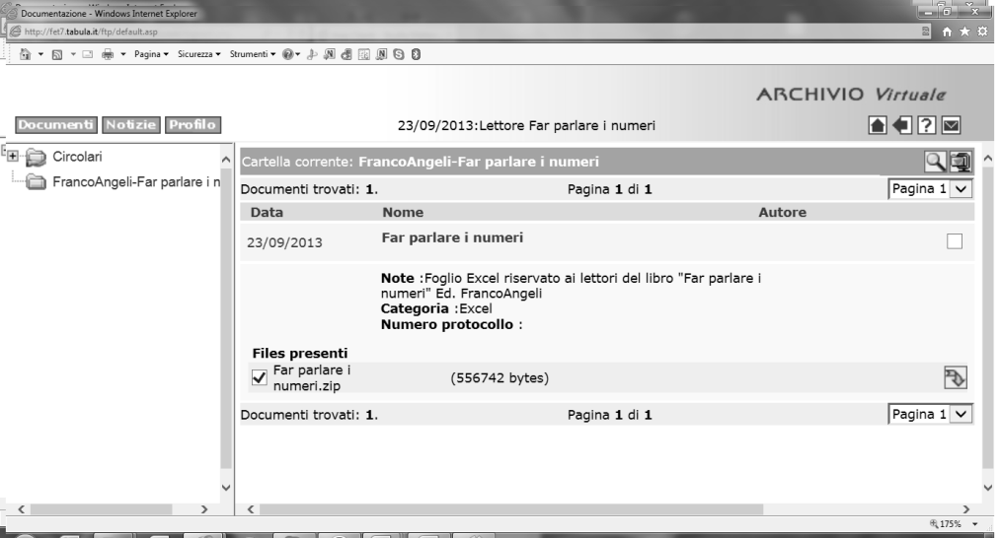 Documentazione - Windows Internet Explorer
http://fet7.tabula.it/ftp/default.asp
Pagina Sicurezza Strumenti
ARCHIVIO Virtuale
Documenti Notizie Profilo 23/09/2013:Lettore Far parlare i numeri
Circolari
FrancoAngeli-Far parlare i n
Cartella corrente: FrancoAngeli-Far parlare i numeri
Documenti trovati: 1. Pagina 1 di 1 Pagina 1
Data Nome Autore
23/09/2013 Far parlare i numeri
Note :Foglio Excel riservato ai lettori del libro "Far parlare i
numeri" Ed. FrancoAngeli
Categoria :Excel
Numero protocollo :
Files presenti
Far parlare i
numeri.zip (556742 bytes)
Documenti trovati: 1. Pagina 1 di 1 Pagina 1
175%